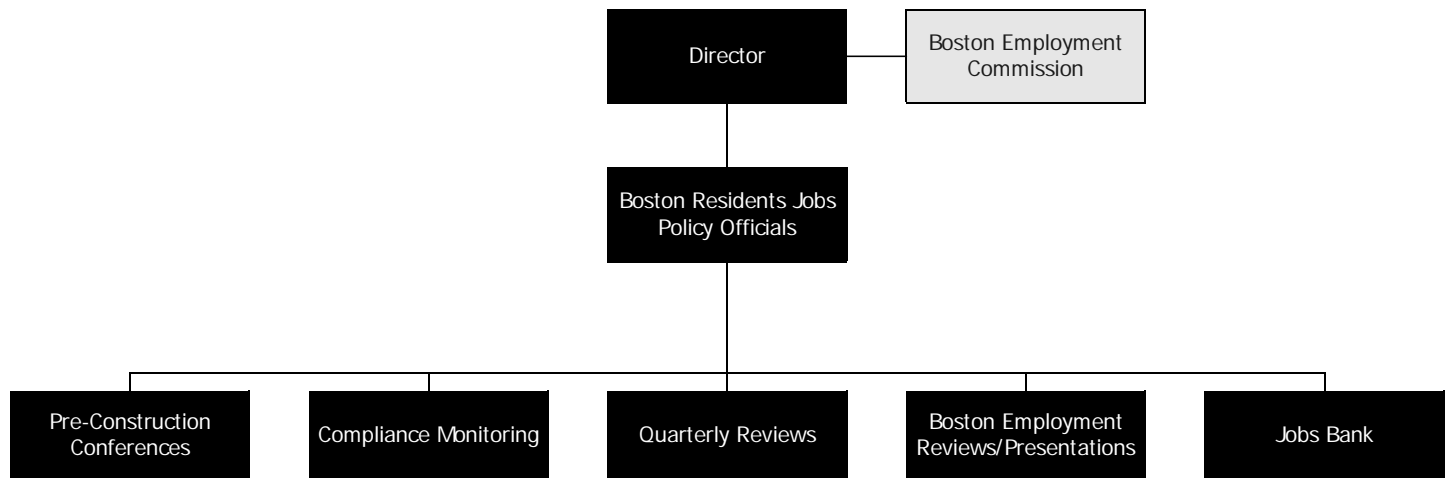 Director
Boston Employment
Commission
Boston Residents Jobs
Policy Officials
Pre-Construction
Conferences
Compliance Monitoring
Quarterly Reviews
Boston Employment
Reviews/Presentations
Jobs Bank